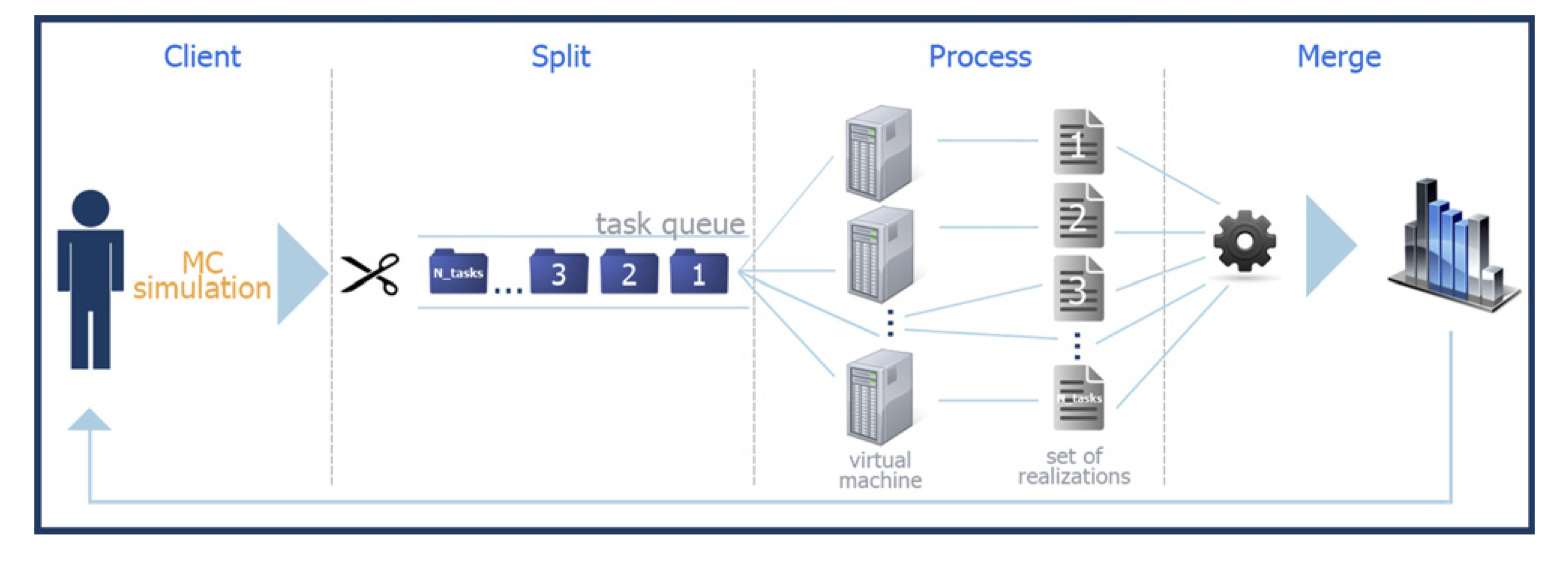 Client
Split
Process
Merge
MC
simulation
task queue
N_tasks
...
3
2
1
virtual
machine
1
2
3
N_tasks
set of
realizations